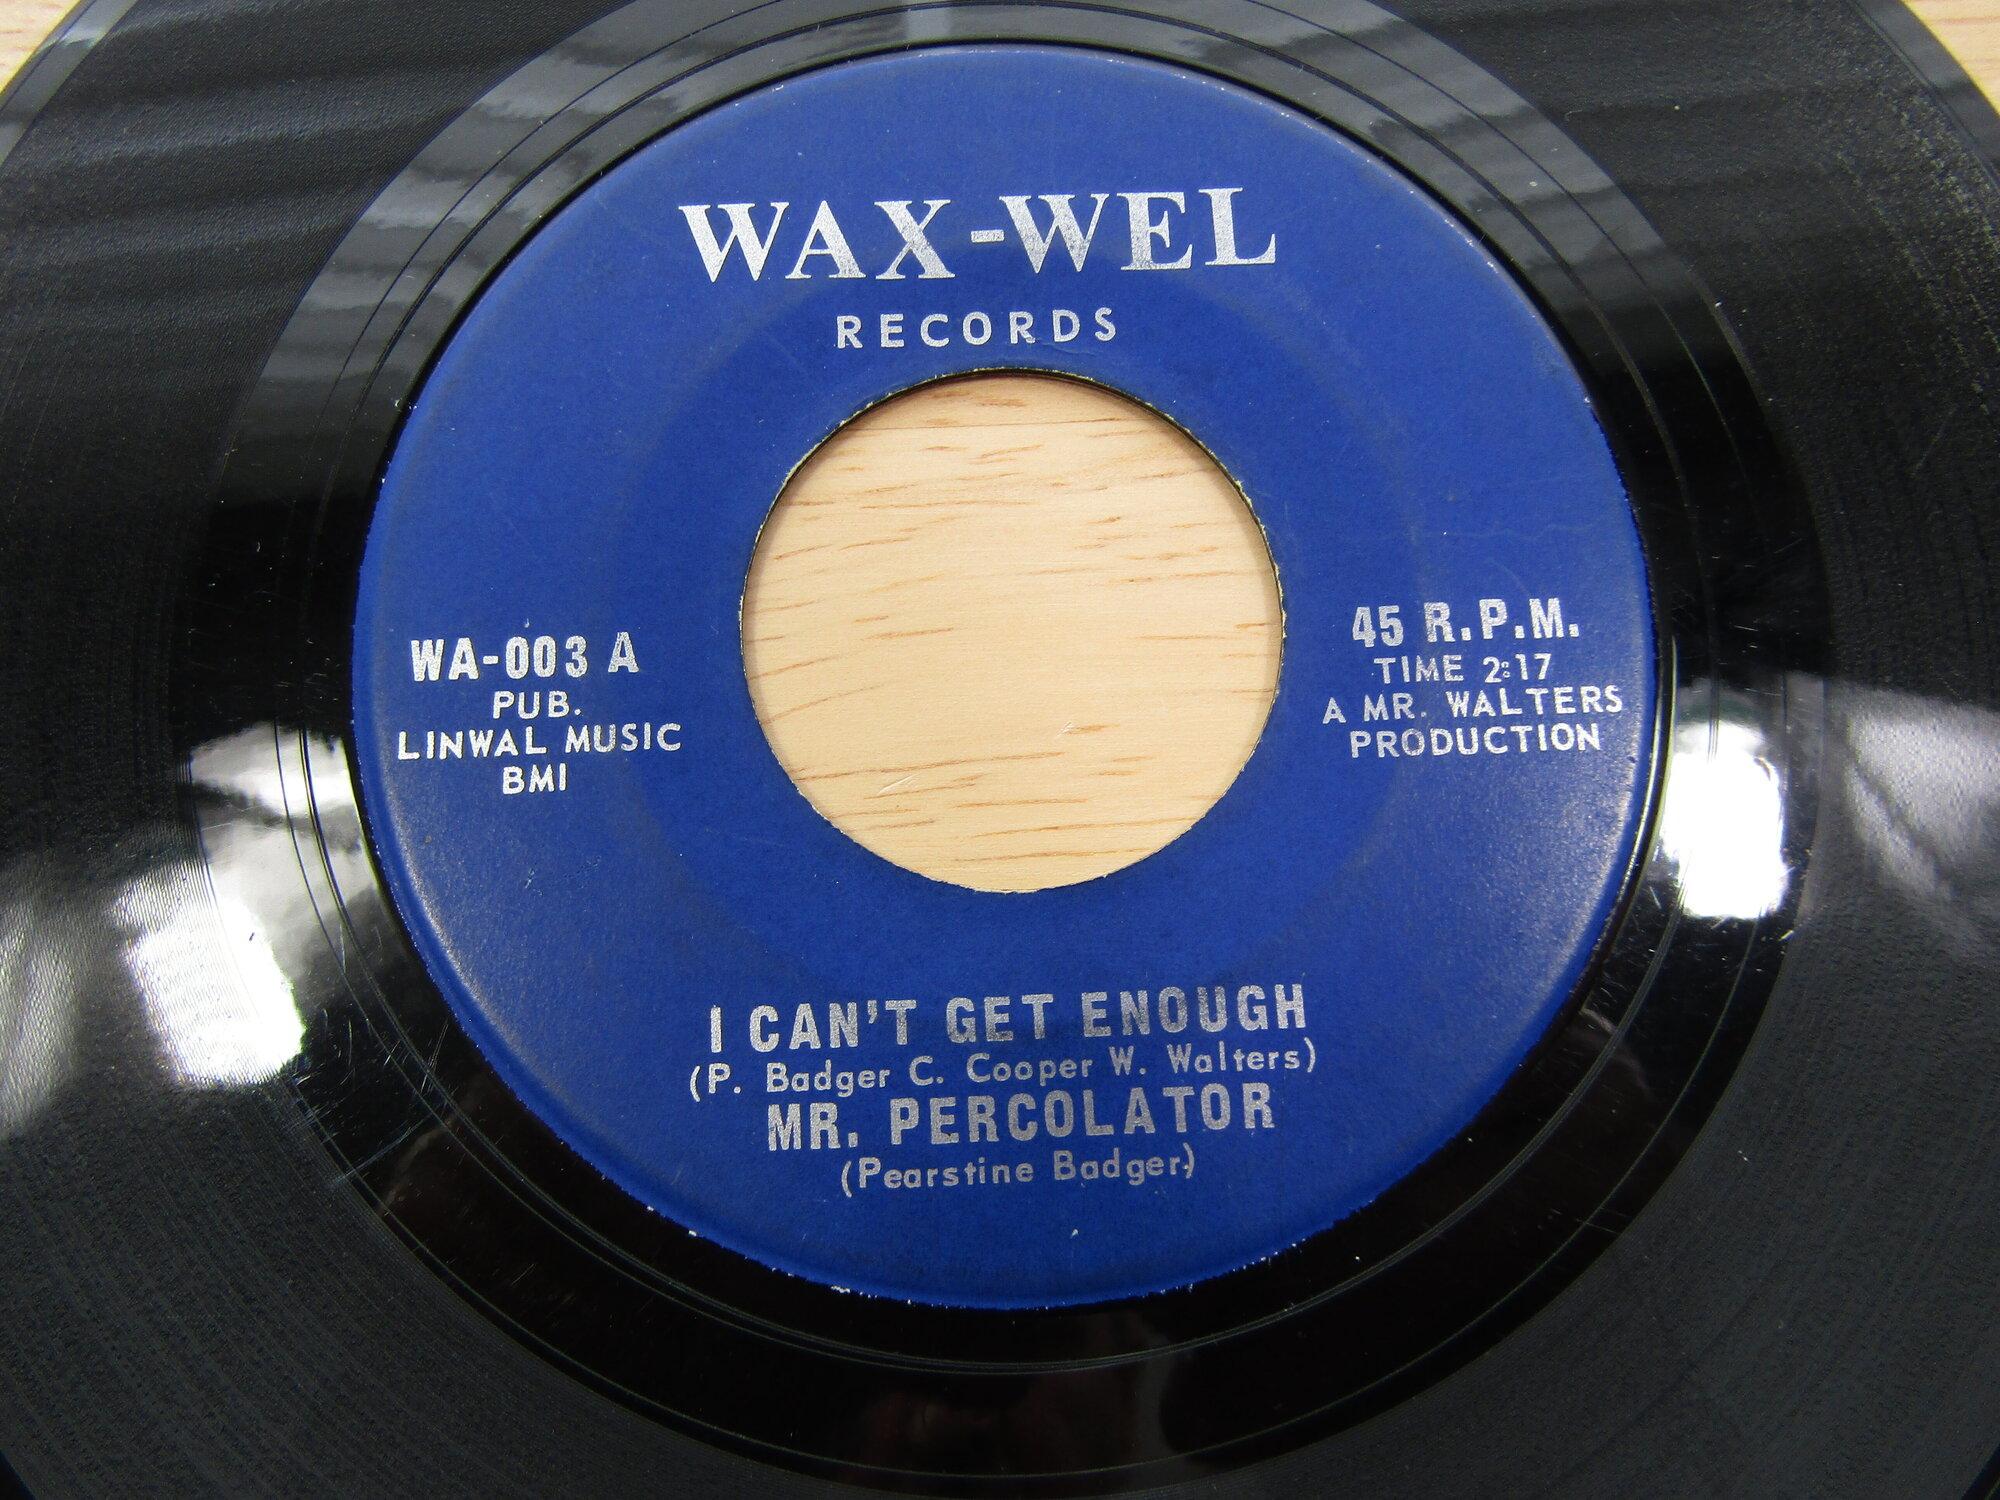 WAX-WEL
RECORDS
WA-003 A
PUB.
LINWAL MUSIC
BMI
45 R.P.M.
TIME 2:17
A MR. WALTERS
PRODUCTION
I CAN'T GET ENOUGH
(P. Badger C. Cooper W. Walters)
MR. PERCOLATOR
(Pearstine Badger)